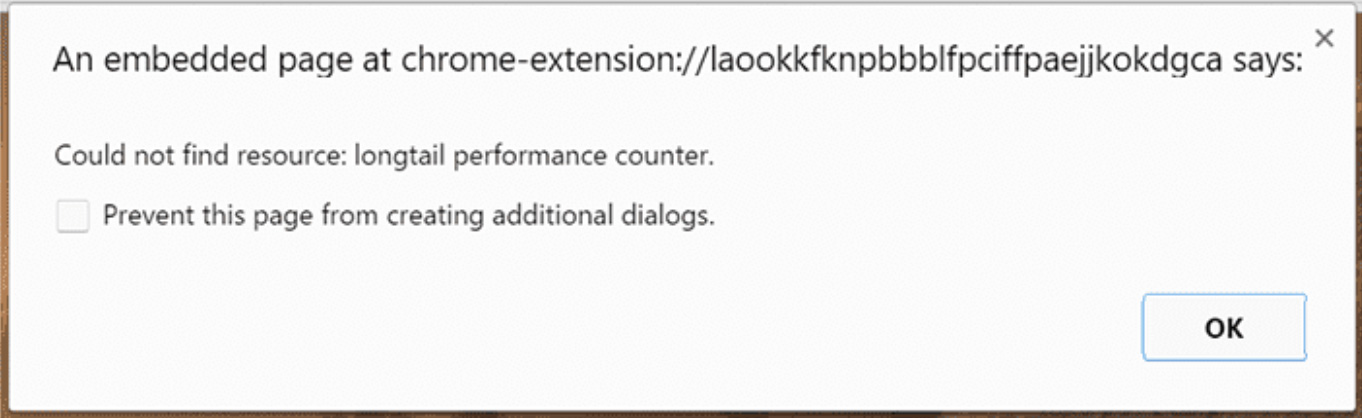 An embedded page at chrome-extension://laookkfknpbbblfpciffpaejjkokdgca says:
Could not find resource: longtail performance counter.
Prevent this page from creating additional dialogs.
OK